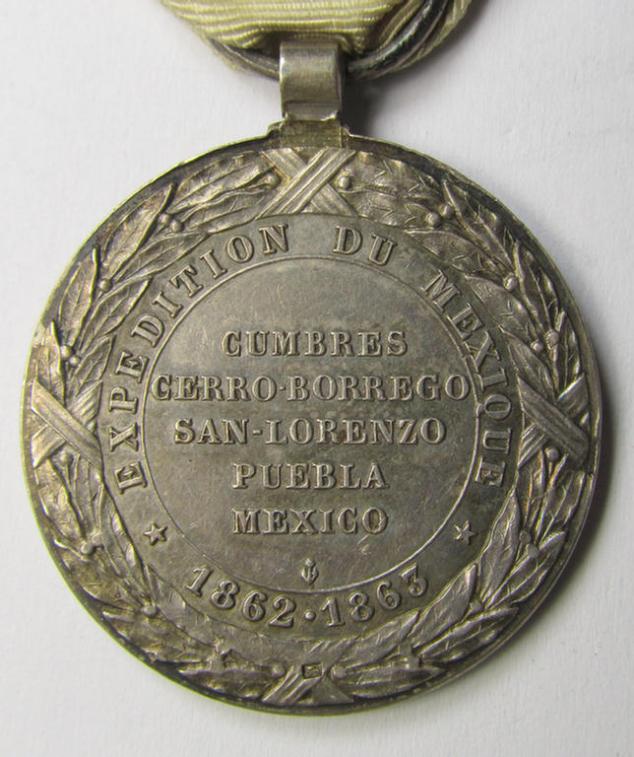 EXPEDITION DU MEXIQUE
CUMBRES
CERRO-BORREGO
SAN-LORENZO
PUEBLA
MEXICO
1862·1863